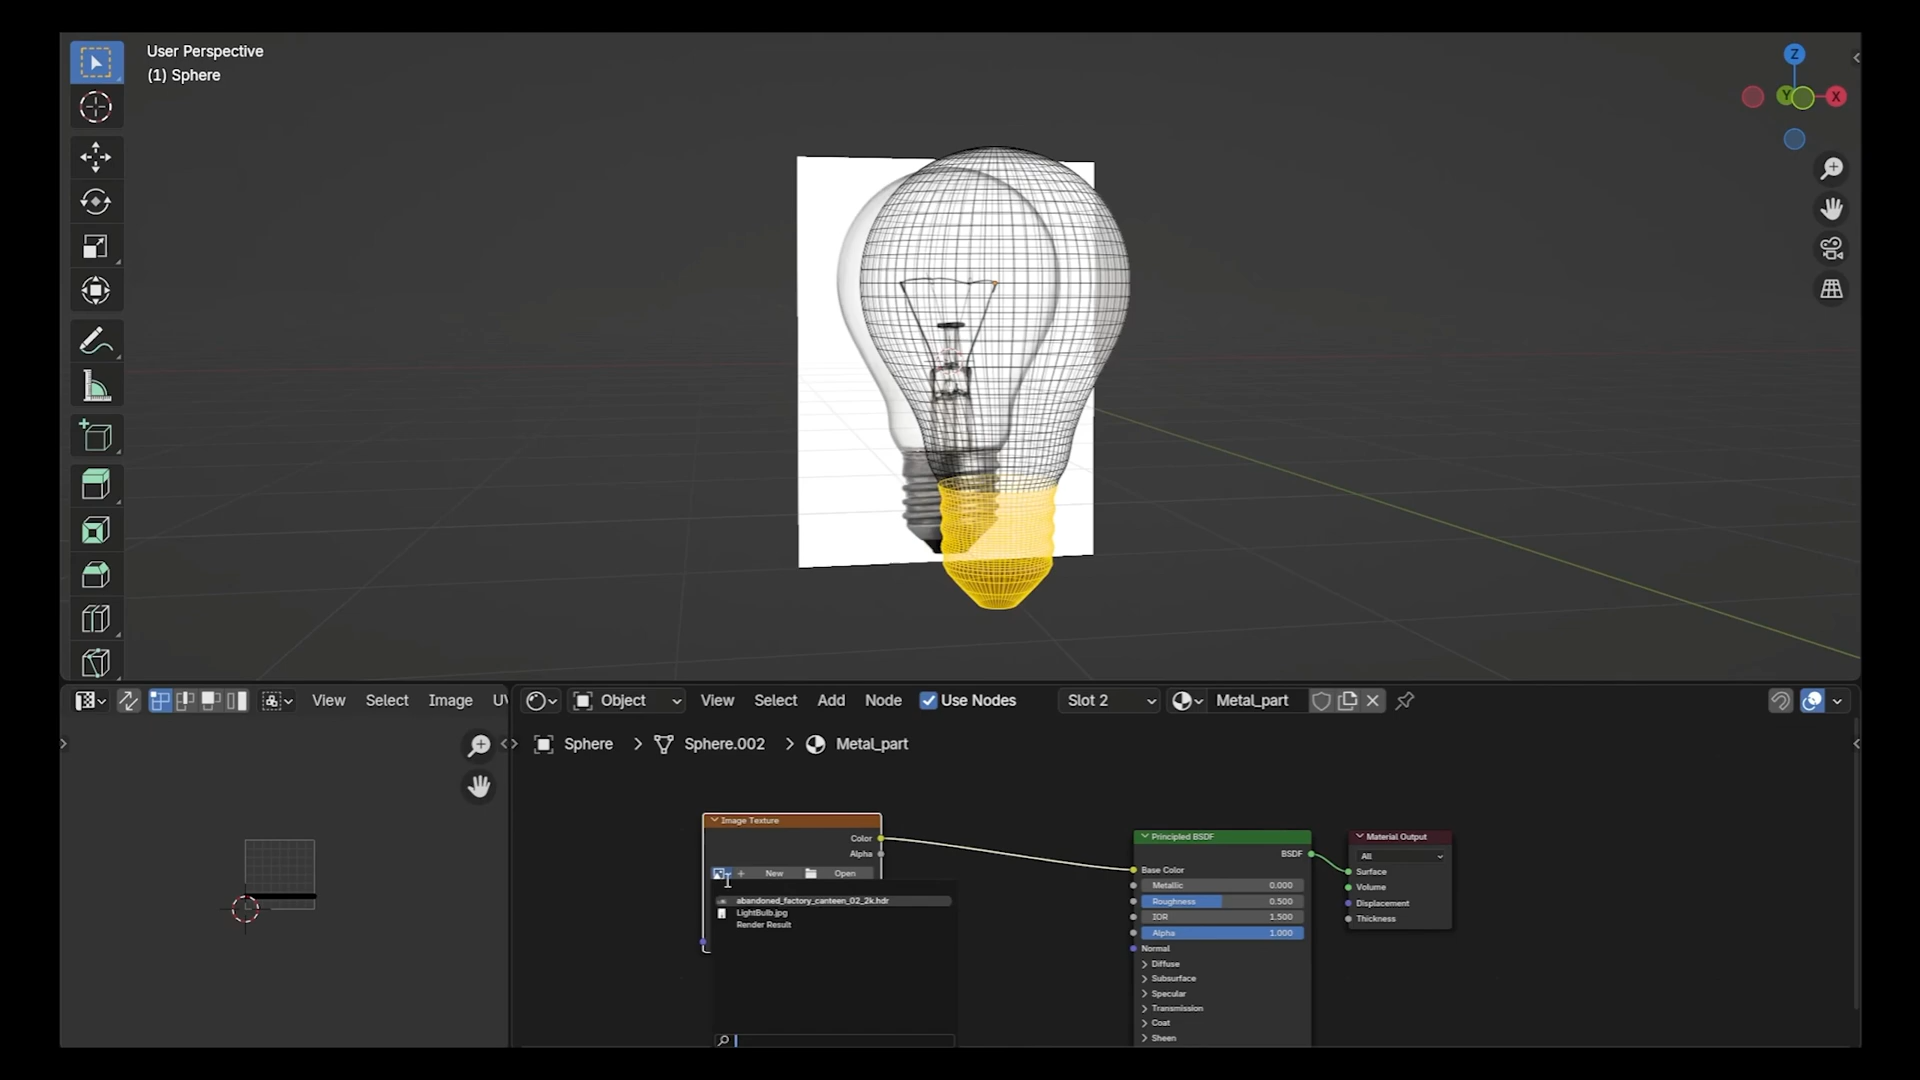 User Perspective
(1) Sphere
Z
Y
X
View Select Image UV
Object View Select Add Node Use Nodes Slot 2 Metal_part
Sphere Sphere.002 Metal_part
Image Texture
Color
Alpha
New Open
abandoned_factory_canteen_02_2k.hdr
LightBulb.jpg
Render Result
Principled BSDF
BSDF
Base Color
Metallic 0.000
Roughness 0.500
IOR 1.500
Alpha 1.000
Normal
Diffuse
Subsurface
Specular
Transmission
Coat
Sheen
Material Output
All
Surface
Volume
Displacement
Thickness